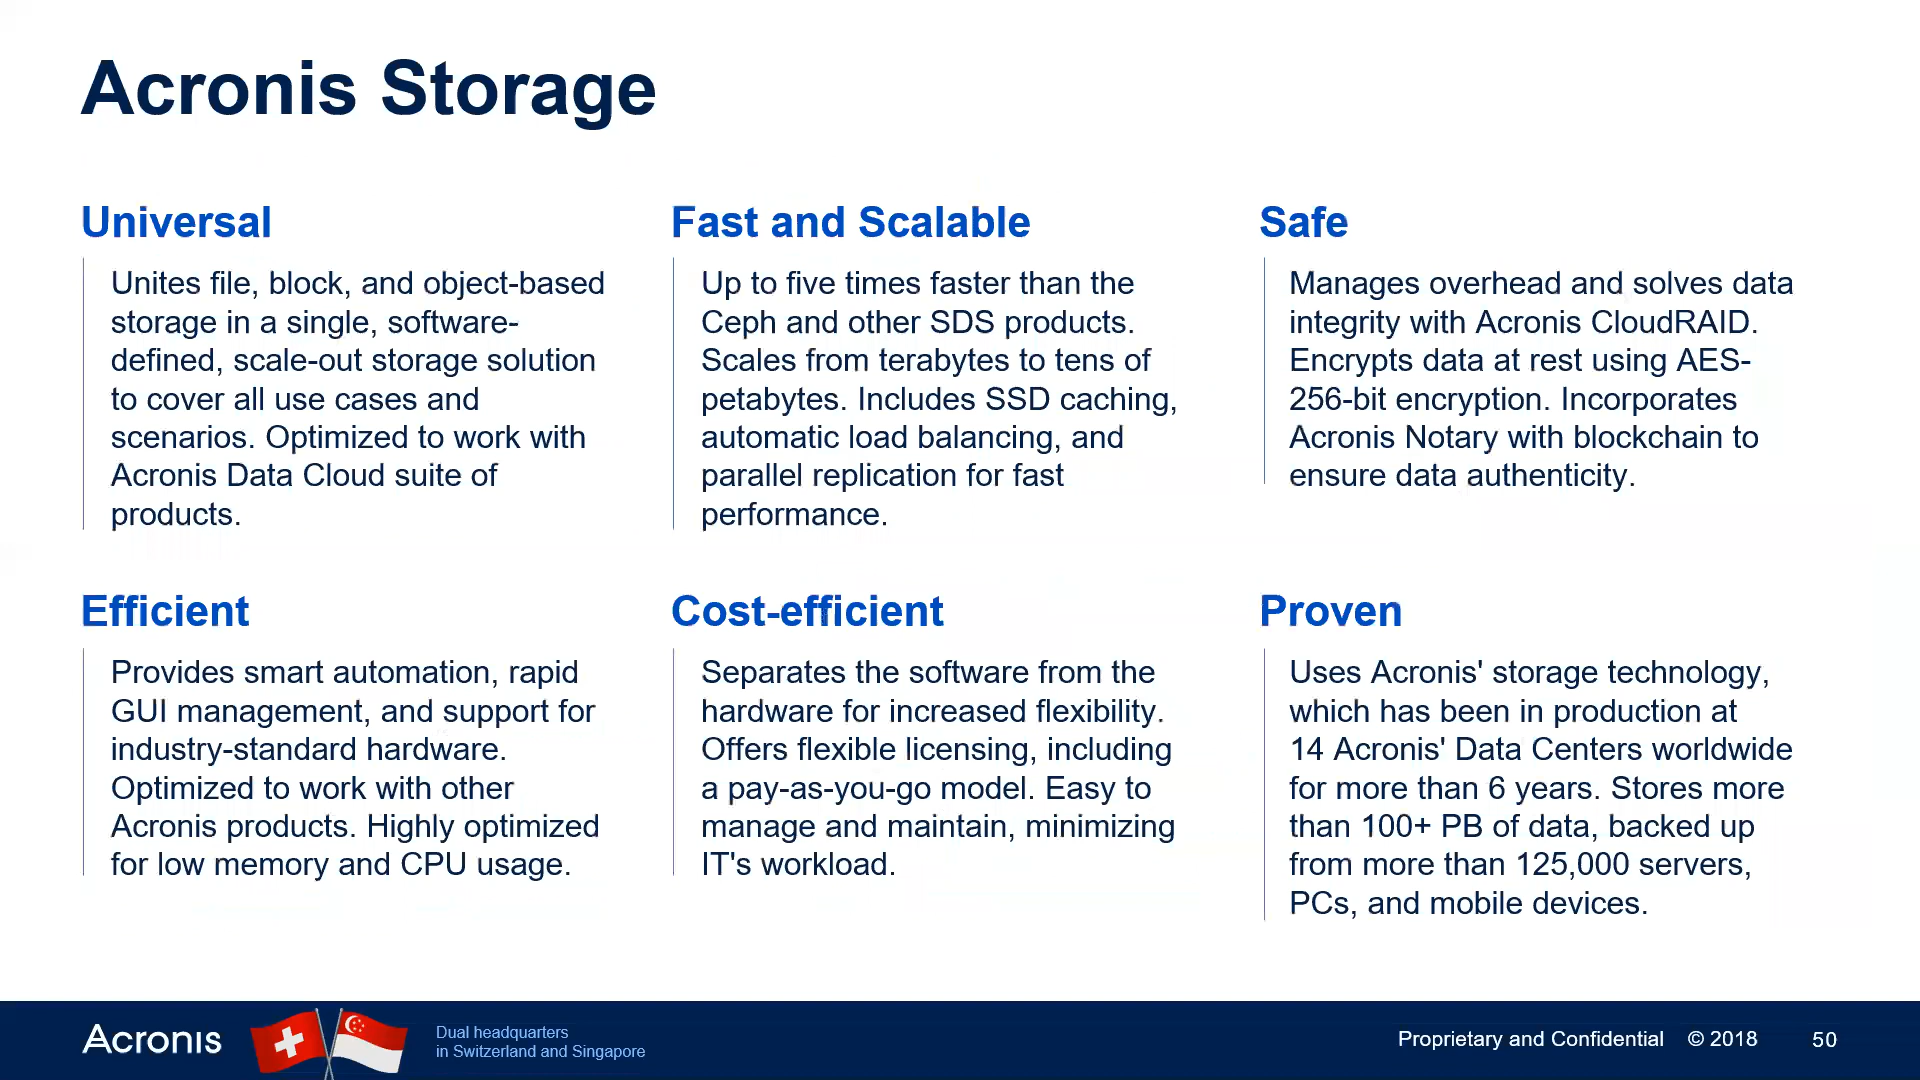 Acronis Storage
Universal
Unites file, block, and object-based
storage in a single, software-
defined, scale-out storage solution
to cover all use cases and
scenarios. Optimized to work with
Acronis Data Cloud suite of
products.
Fast and Scalable
Up to five times faster than the
Ceph and other SDS products.
Scales from terabytes to tens of
petabytes. Includes SSD caching,
automatic load balancing, and
parallel replication for fast
performance.
Safe
Manages overhead and solves data
integrity with Acronis CloudRAID.
Encrypts data at rest using AES-
256-bit encryption. Incorporates
Acronis Notary with blockchain to
ensure data authenticity.
Efficient
Provides smart automation, rapid
GUI management, and support for
industry-standard hardware.
Optimized to work with other
Acronis products. Highly optimized
for low memory and CPU usage.
Cost-efficient
Separates the software from the
hardware for increased flexibility.
Offers flexible licensing, including
a pay-as-you-go model. Easy to
manage and maintain, minimizing
IT's workload.
Proven
Uses Acronis' storage technology,
which has been in production at
14 Acronis' Data Centers worldwide
for more than 6 years. Stores more
than 100+ PB of data, backed up
from more than 125,000 servers,
PCs, and mobile devices.
Acronis
Dual headquarters
in Switzerland and Singapore
Proprietary and Confidential © 2018 50